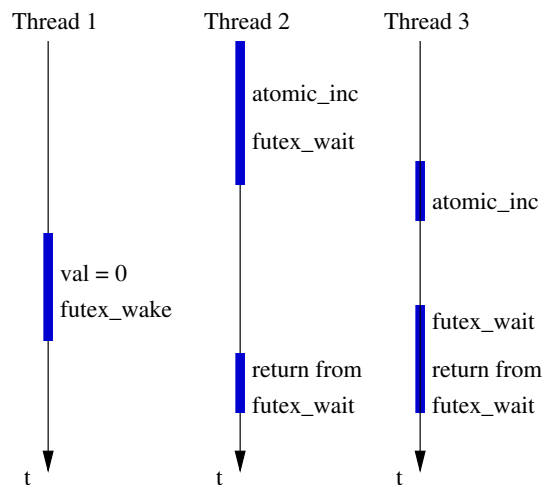 Thread 1
Thread 2
Thread 3
atomic_inc
futex_wait
atomic_inc
val = 0
futex_wake
futex_wait
return from
futex_wait
return from
futex_wait
t
t
t